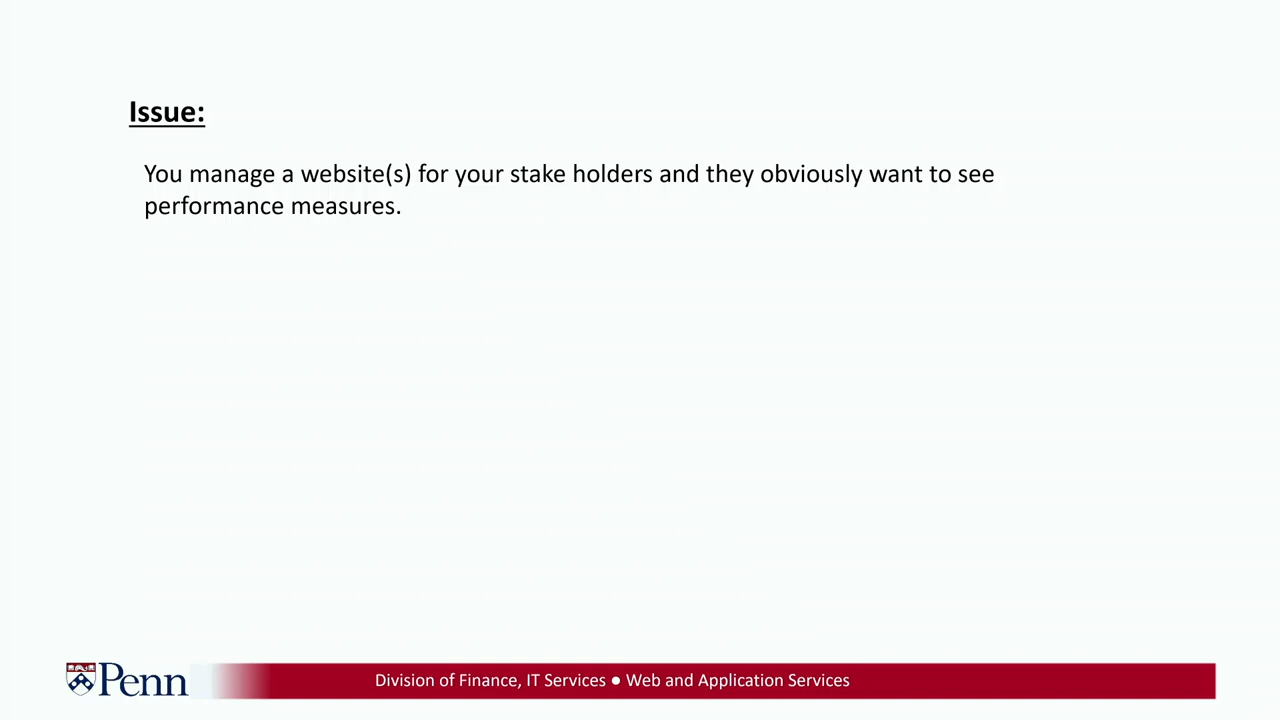 Issue:
You manage a website(s) for your stake holders and they obviously want to see
performance measures.
Penn
Division of Finance, IT Services ● Web and Application Services